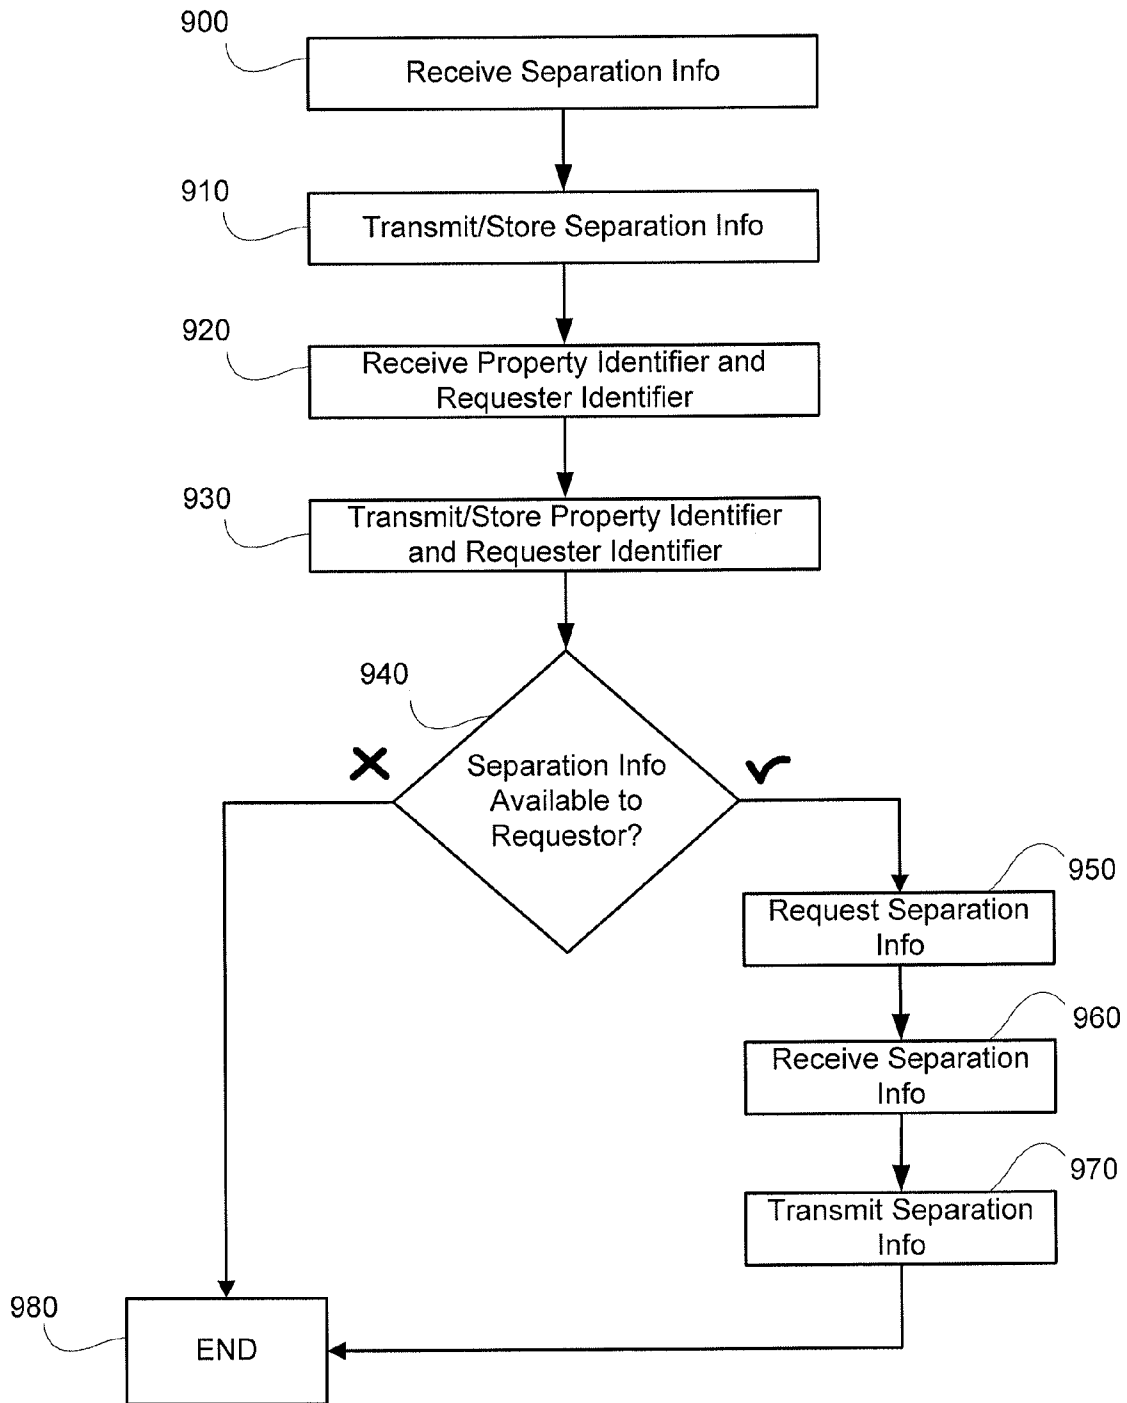 900
Receive Separation Info
910
Transmit/Store Separation Info
920
Receive Property Identifier and
Requester Identifier
930
Transmit/Store Property Identifier
and Requester Identifier
940
Separation Info
Available to
Requestor?
950
Request Separation
Info
960
Receive Separation
Info
970
Transmit Separation
Info
980
END